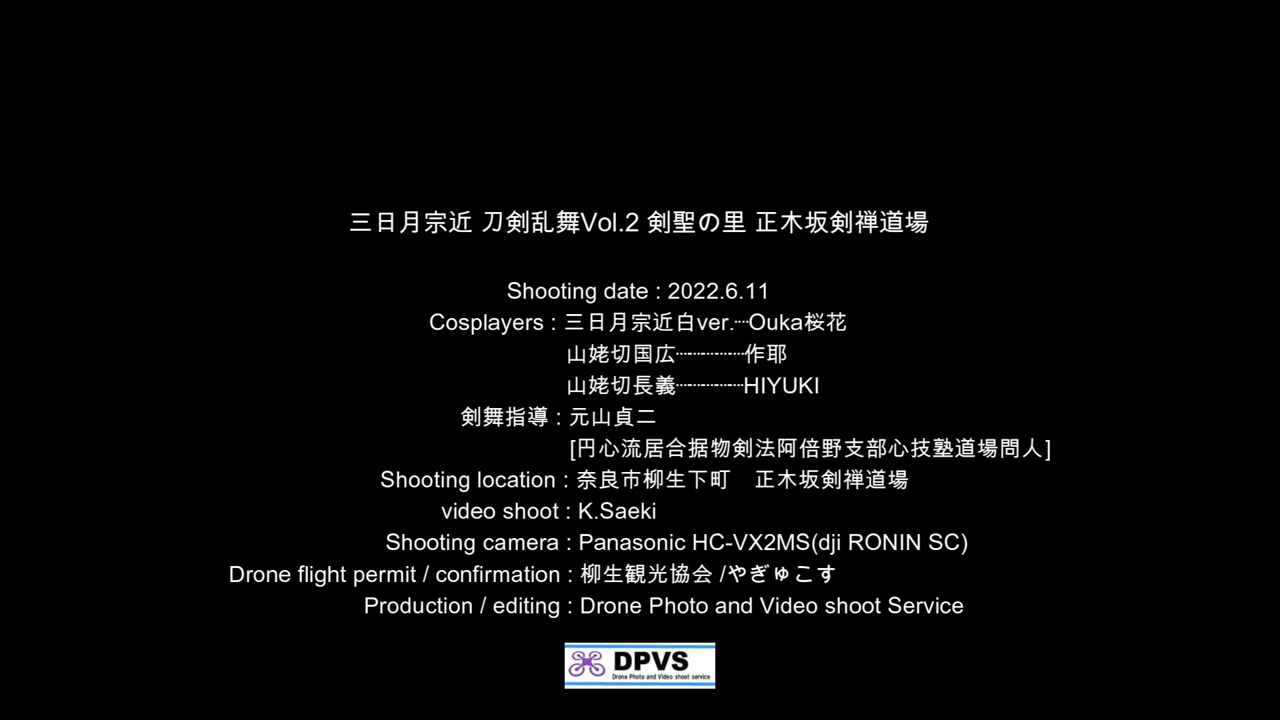 三日月宗近 刀剣乱舞Vol.2 剣聖の里 正木坂剣禅道場
Shooting date : 2022.6.11
Cosplayers : 三日月宗近白ver.┈Ouka桜花
山姥切国広┈┈┈┈┈作耶
山姥切長義┈┈┈┈┈HIYUKI
剣舞指導 : 元山貞二
[円心流居合据物剣法阿倍野支部心技塾道場問人]
Shooting location : 奈良市柳生下町　正木坂剣禅道場
video shoot : K.Saeki
Shooting camera : Panasonic HC-VX2MS(dji RONIN SC)
Drone flight permit / confirmation : 柳生観光協会 /やぎゅこす
Production / editing : Drone Photo and Video shoot Service
DPVS
Drone Photo and Video shoot service